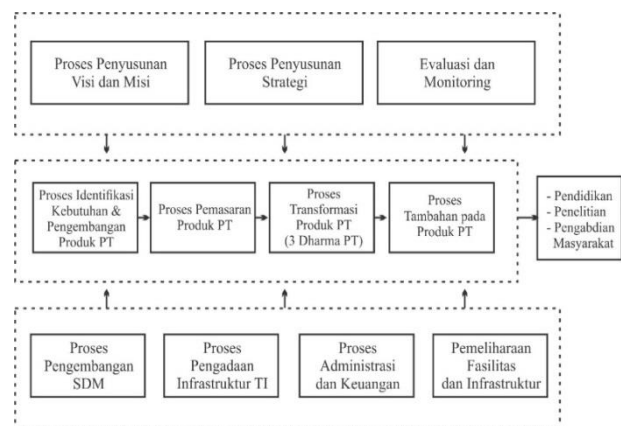 Proses Penyusunan
Visi dan Misi
Proses Penyusunan
Strategi
Evaluasi dan
Monitoring
Proses Identifikasi
Kebutuhan &
Pengembangan
Produk PT
Proses Pemasaran
Produk PT
Proses
Transformasi
Produk PT
(3 Dharma PT)
Proses
Tambahan pada
Produk PT
- Pendidikan
- Penelitian
- Pengabdian
Masyarakat
Proses
Pengembangan
SDM
Proses
Pengadaan
Infrastruktur TI
Proses
Administrasi
dan Keuangan
Pemeliharaan
Fasilitas
dan Infrastruktur